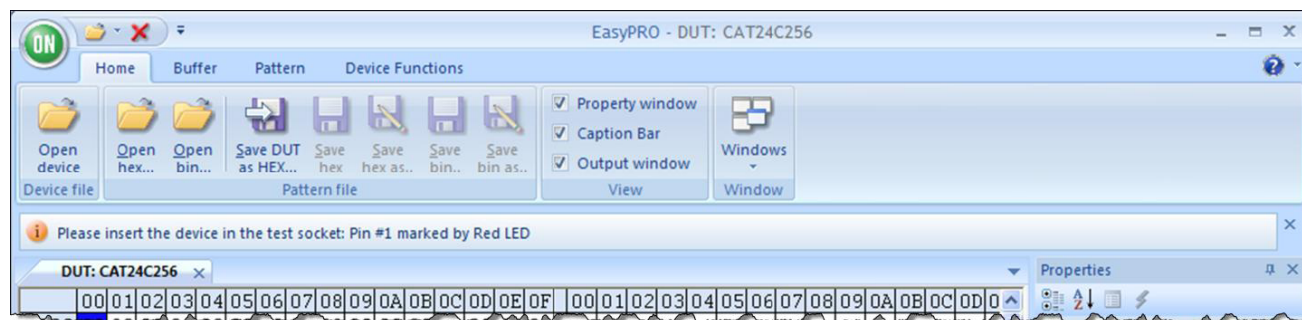 ON
EasyPRO - DUT: CAT24C256
Home Buffer Pattern Device Functions
Open device
Open hex...
Open bin...
Save DUT as HEX...
Save hex
Save hex as..
Save bin..
Save bin as..
Property window
Caption Bar
Output window
Windows
Device file
Pattern file
View
Window
Please insert the device in the test socket: Pin #1 marked by Red LED
DUT: CAT24C256
Properties
00 01 02 03 04 05 06 07 08 09 0A 0B 0C 0D 0E 0F 00 01 02 03 04 05 06 07 08 09 0A 0B 0C 0D 0